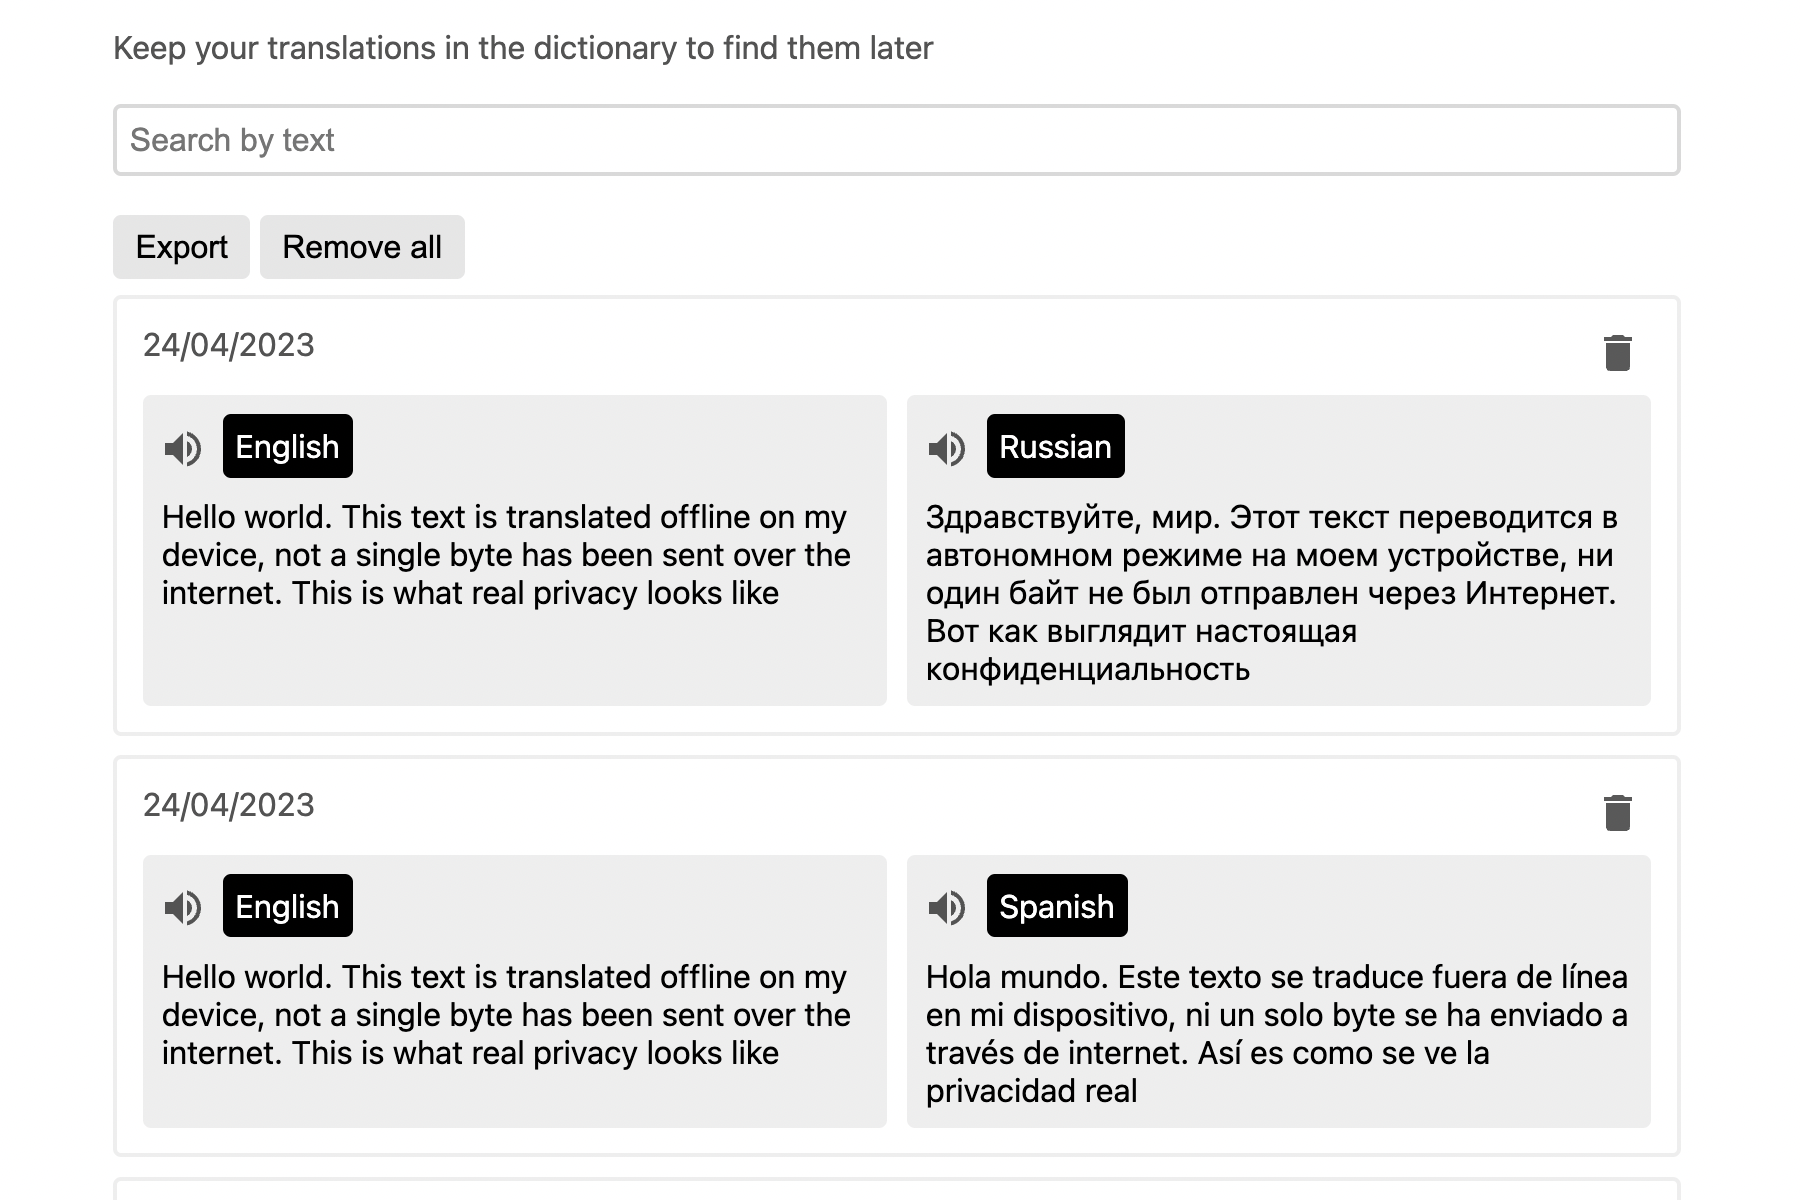 Keep your translations in the dictionary to find them later
Search by text
Export Remove all
24/04/2023
English
Hello world. This text is translated offline on my
device, not a single byte has been sent over the
internet. This is what real privacy looks like
Russian
Здравствуйте, мир. Этот текст переводится в
автономном режиме на моем устройстве, ни
один байт не был отправлен через Интернет.
Вот как выглядит настоящая
конфиденциальность
24/04/2023
English
Hello world. This text is translated offline on my
device, not a single byte has been sent over the
internet. This is what real privacy looks like
Spanish
Hola mundo. Este texto se traduce fuera de línea
en mi dispositivo, ni un solo byte se ha enviado a
través de internet. Así es como se ve la
privacidad real